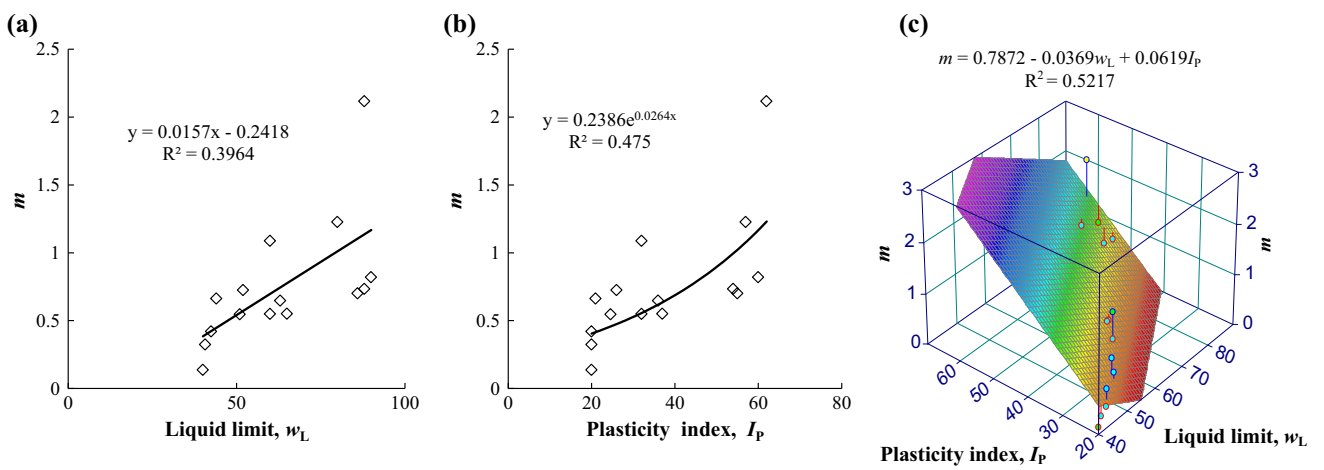 (a)
2.5
2
1.5
1
0.5
0
0
50
100
m
y = 0.0157x - 0.2418
R² = 0.3964
Liquid limit, wL
(b)
2.5
2
1.5
1
0.5
0
0
20
40
60
80
m
y = 0.2386e^0.0264x
R² = 0.475
Plasticity index, IP
(c)
m = 0.7872 - 0.0369wL + 0.0619IP
R² = 0.5217
3
2
1
0
m
3
2
1
0
m
60
50
40
30
20
40
50
60
70
80
Plasticity index, IP
Liquid limit, wL